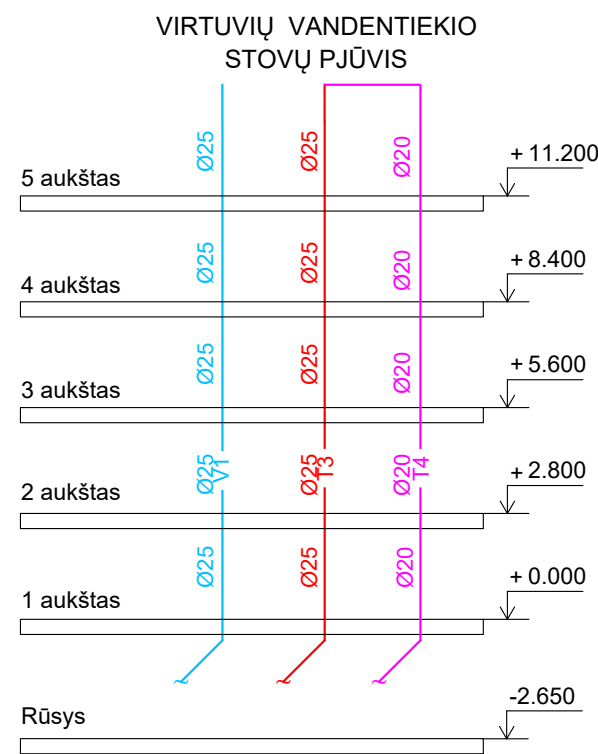 VIRTUVIŲ VANDENTIEKIO
STOVŲ PJŪVIS
Ø25 Ø25 Ø20
5 aukštas + 11.200
Ø25 Ø25 Ø20
4 aukštas + 8.400
Ø25 Ø25 Ø20
3 aukštas + 5.600
Ø25 V1 Ø25 T3 Ø20 T4
2 aukštas + 2.800
Ø25 Ø25 Ø20
1 aukštas + 0.000
Rūsys -2.650